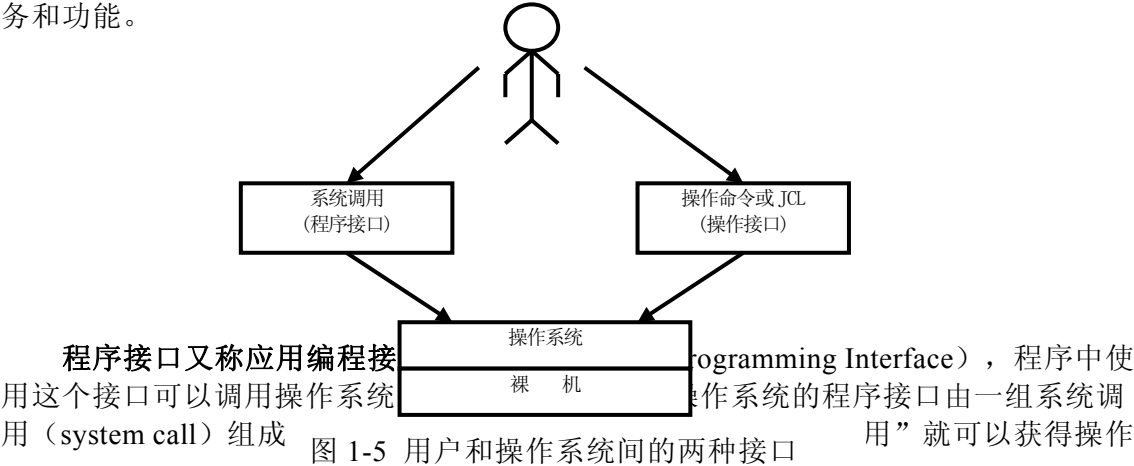 务和功能。
系统调用
(程序接口)
操作命令或 JCL
(操作接口)
操作系统
裸 机
程序接口又称应用编程接 rogramming Interface），程序中使
用这个接口可以调用操作系统 作系统的程序接口由一组系统调
用（system call）组成 用”就可以获得操作
图 1-5 用户和操作系统间的两种接口